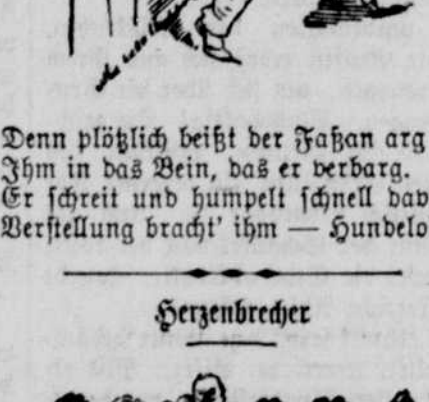 Denn plötzlich beißt der Faßan arg
Ihm in das Bein, das er verbarg.
Er schreit und humpelt schnell dav
Verstellung bracht' ihm — Hundelo
Herzenbrecher